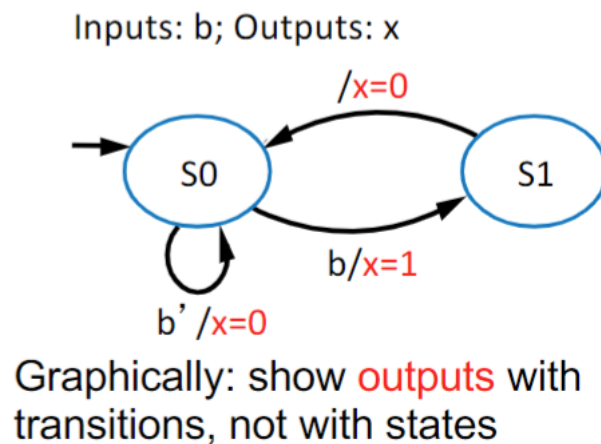 Inputs: b; Outputs: x
/x=0
S0
S1
b/x=1
b’/x=0
Graphically: show outputs with
transitions, not with states